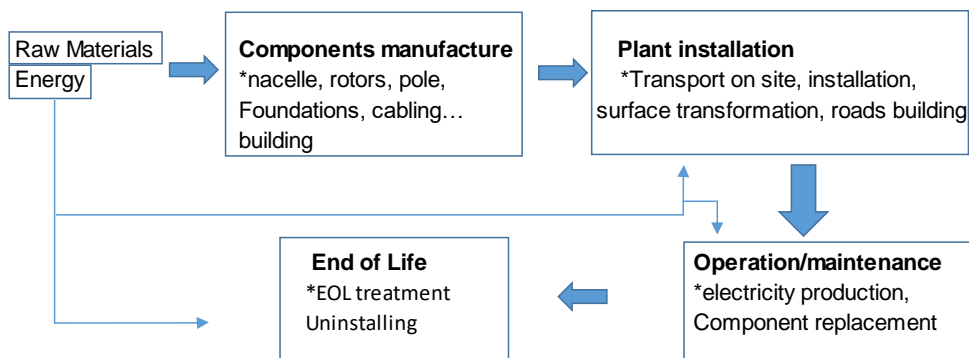 Raw Materials
Energy
Components manufacture
*nacelle, rotors, pole,
Foundations, cabling…
building
Plant installation
*Transport on site, installation,
surface transformation, roads building
End of Life
*EOL treatment
Uninstalling
Operation/maintenance
*electricity production,
Component replacement